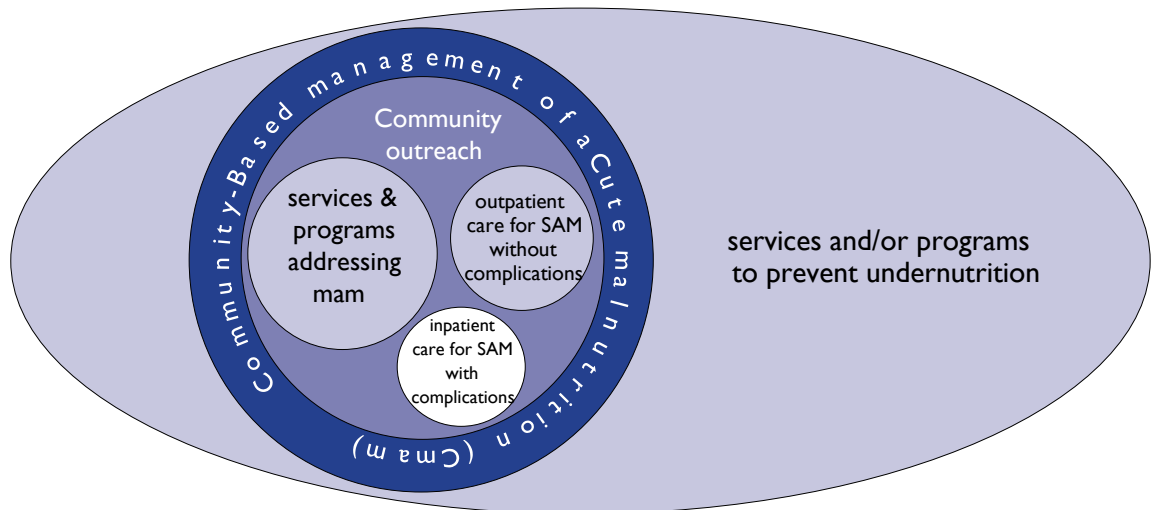 Community-Based management of aCute malnutrition (Cmam)
Community
outreach
services &
programs
addressing
mam
outpatient
care for SAM
without
complications
inpatient
care for SAM
with
complications
services and/or programs
to prevent undernutrition